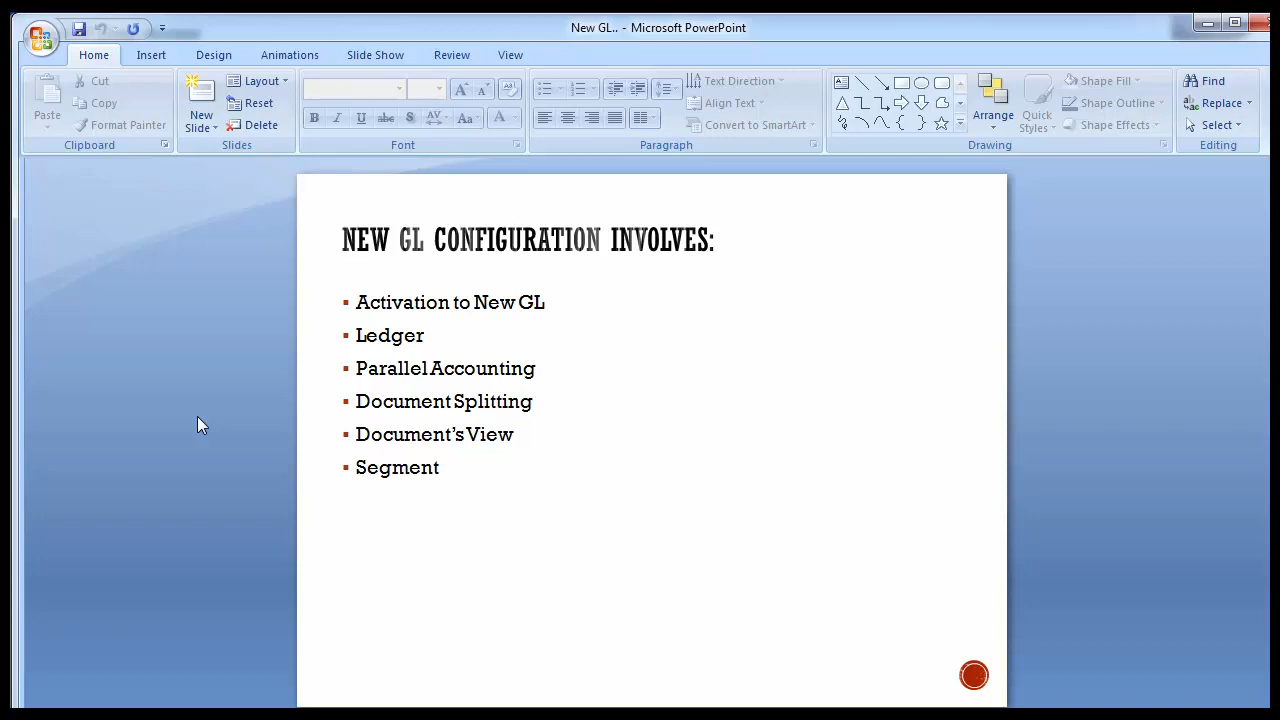 New GL.. - Microsoft PowerPoint
Home Insert Design Animations Slide Show Review View
Paste Cut Copy Format Painter Clipboard
New Slide Layout Reset Delete Slides
B I U abc S AV Aa A Font
Text Direction Align Text Convert to SmartArt Paragraph
Arrange Quick Styles Shape Fill Shape Outline Shape Effects Drawing
Find Replace Select Editing
NEW GL CONFIGURATION INVOLVES:
▪ Activation to New GL
▪ Ledger
▪ Parallel Accounting
▪ Document Splitting
▪ Document’s View
▪ Segment